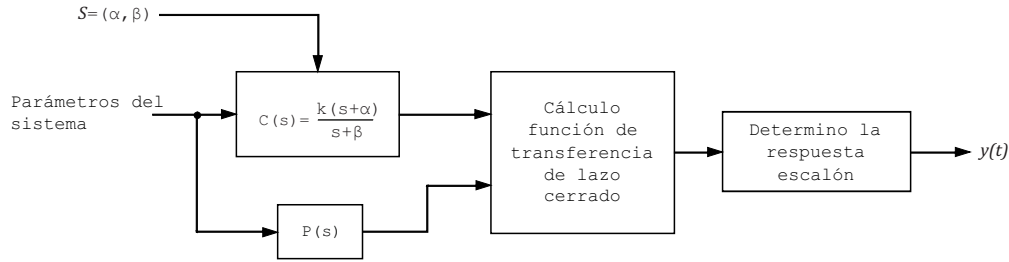 S=(α,β)
Parámetros del
sistema
C(s)= k(s+α)
s+β
P(s)
Cálculo
función de
transferencia
de lazo
cerrado
Determino la
respuesta
escalón
y(t)